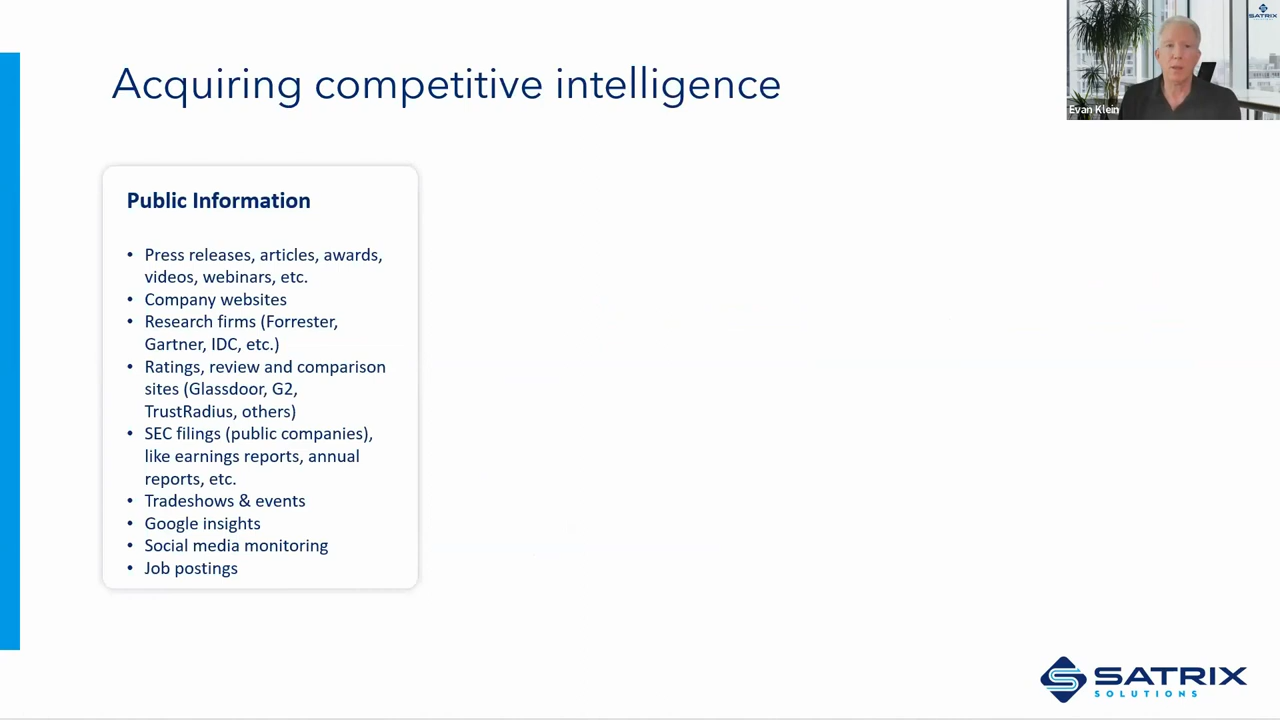 SATRIX
Evan Klein
Acquiring competitive intelligence
Public Information
• Press releases, articles, awards,
videos, webinars, etc.
• Company websites
• Research firms (Forrester,
Gartner, IDC, etc.)
• Ratings, review and comparison
sites (Glassdoor, G2,
TrustRadius, others)
• SEC filings (public companies),
like earnings reports, annual
reports, etc.
• Tradeshows & events
• Google insights
• Social media monitoring
• Job postings
SATRIX
SOLUTIONS